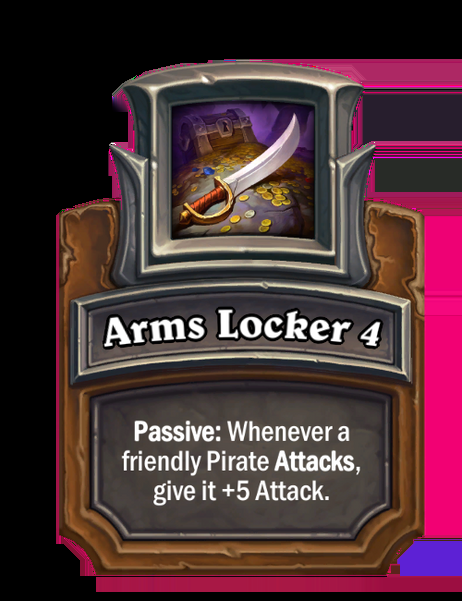 Arms Locker 4
Passive: Whenever a
friendly Pirate Attacks,
give it +5 Attack.